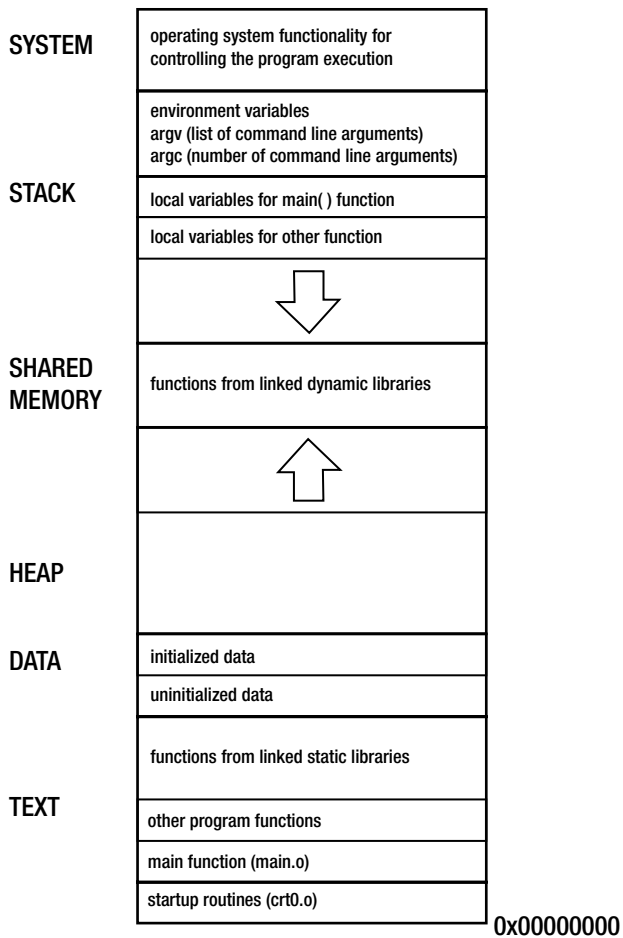 SYSTEM
operating system functionality for
controlling the program execution
environment variables
argv (list of command line arguments)
argc (number of command line arguments)
STACK
local variables for main( ) function
local variables for other function
SHARED
MEMORY
functions from linked dynamic libraries
HEAP
DATA
initialized data
uninitialized data
functions from linked static libraries
TEXT
other program functions
main function (main.o)
startup routines (crt0.o)
0x00000000